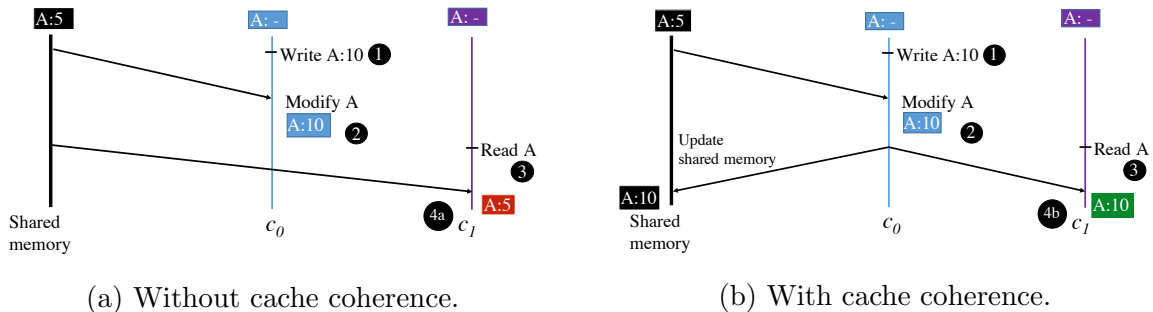 A:5
A: -
A: -
Write A:10 1
Modify A
A:10
2
Read A
3
A:5
4a
Shared
memory
c0
c1
(a) Without cache coherence.
A:5
A: -
A: -
Write A:10 1
Modify A
A:10
2
Update
shared memory
Read A
3
A:10
A:10
4b
Shared
memory
c0
c1
(b) With cache coherence.